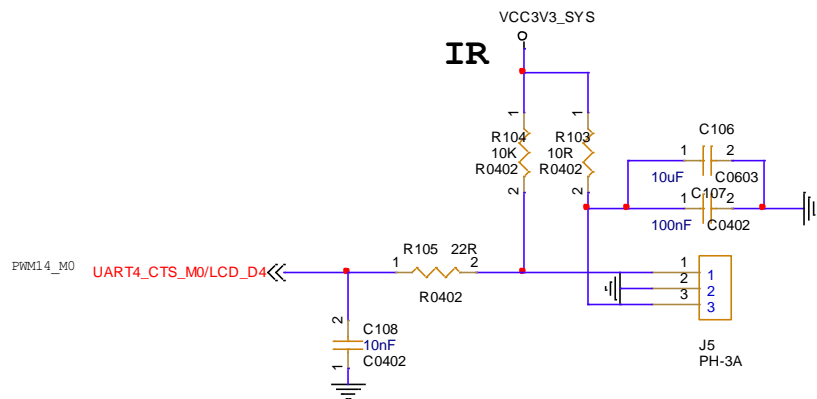 VCC3V3_SYS
IR
1
1
R104
10K
R0402
2
R103
10R
R0402
2
C106
1
2
10uF
C0603
C107
1
2
100nF
C0402
PWM14_M0
UART4_CTS_M0/LCD_D4
R105
22R
1
2
R0402
1
2
3
1
2
3
J5
PH-3A
2
C108
10nF
C0402
1